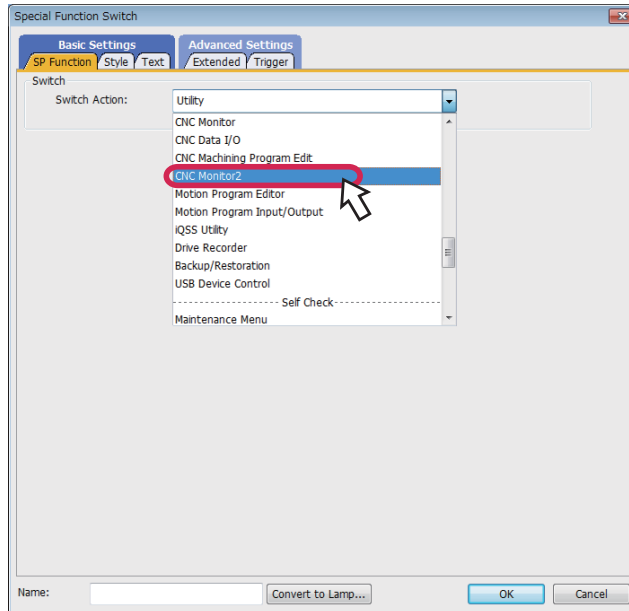 Special Function Switch
Basic Settings Advanced Settings
SP Function Style Text Extended Trigger
Switch
Switch Action: Utility
CNC Monitor
CNC Data I/O
CNC Machining Program Edit
CNC Monitor2
Motion Program Editor
Motion Program Input/Output
iQSS Utility
Drive Recorder
Backup/Restoration
USB Device Control
Self Check
Maintenance Menu
Name: Convert to Lamp... OK Cancel